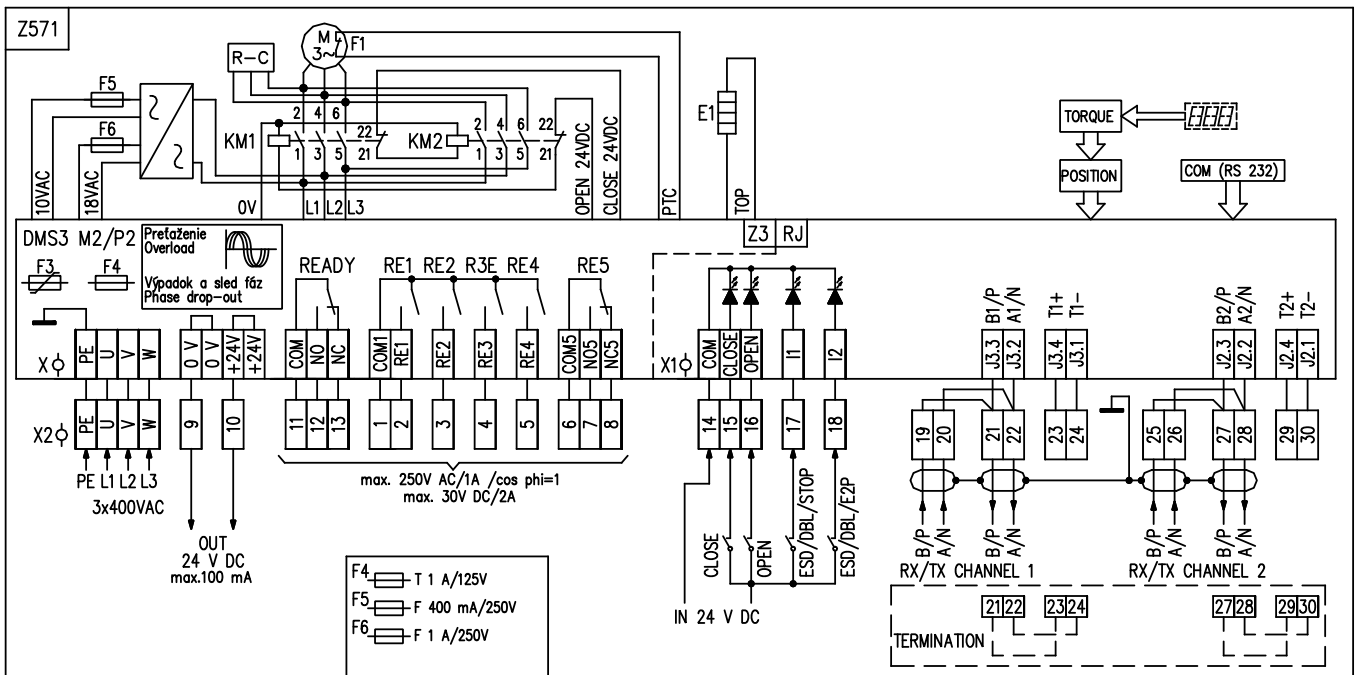 Z571
M
3~
F1
R-C
F5
F6
E1
TORQUE
POSITION
COM (RS 232)
2 4 6
22
KM1
1 3 5
21
KM2
2 4 6
22
1 3 5
21
10VAC
18VAC
0V
L1 L2 L3
OPEN 24VDC
CLOSE 24VDC
PTC
TOP
DMS3 M2/P2
F3
F4
Preťaženie
Overload
Výpadok a sled fáz
Phase drop-out
READY
RE1 RE2 R3E RE4
RE5
Z3 RJ
B1/P
A1/N
T1+
T1-
B2/P
A2/N
T2+
T2-
X
PE
U
V
W
0 V
0 V
+24V
+24V
COM
NO
NC
COM1
RE1
RE2
RE3
RE4
COM5
NO5
NC5
X1
COM
CLOSE
OPEN
I1
I2
J3.3
J3.2
J3.4
J3.1
J2.3
J2.2
J2.4
J2.1
X2
PE
U
V
W
9
10
11
12
13
1
2
3
4
5
6
7
8
14
15
16
17
18
19
20
21
22
23
24
25
26
27
28
29
30
PE L1 L2 L3
3x400VAC
OUT
24 V DC
max.100 mA
max. 250V AC/1A /cos phi=1
max. 30V DC/2A
CLOSE
OPEN
ESD/DBL/STOP
ESD/DBL/E2P
IN 24 V DC
B/P
A/N
B/P
A/N
RX/TX CHANNEL 1
B/P
A/N
B/P
A/N
RX/TX CHANNEL 2
F4 T 1 A/125V
F5 F 400 mA/250V
F6 F 1 A/250V
TERMINATION
21 22 23 24
27 28 29 30